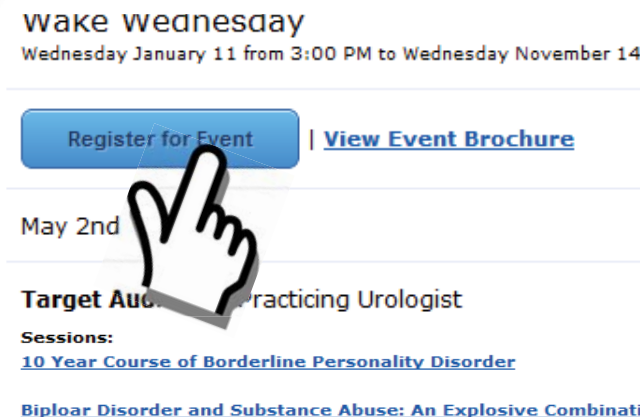 Wake Wednesday
Wednesday January 11 from 3:00 PM to Wednesday November 14
Register for Event | View Event Brochure
May 2nd
Target Practicing Urologist
Sessions:
10 Year Course of Borderline Personality Disorder
Biploar Disorder and Substance Abuse: An Explosive